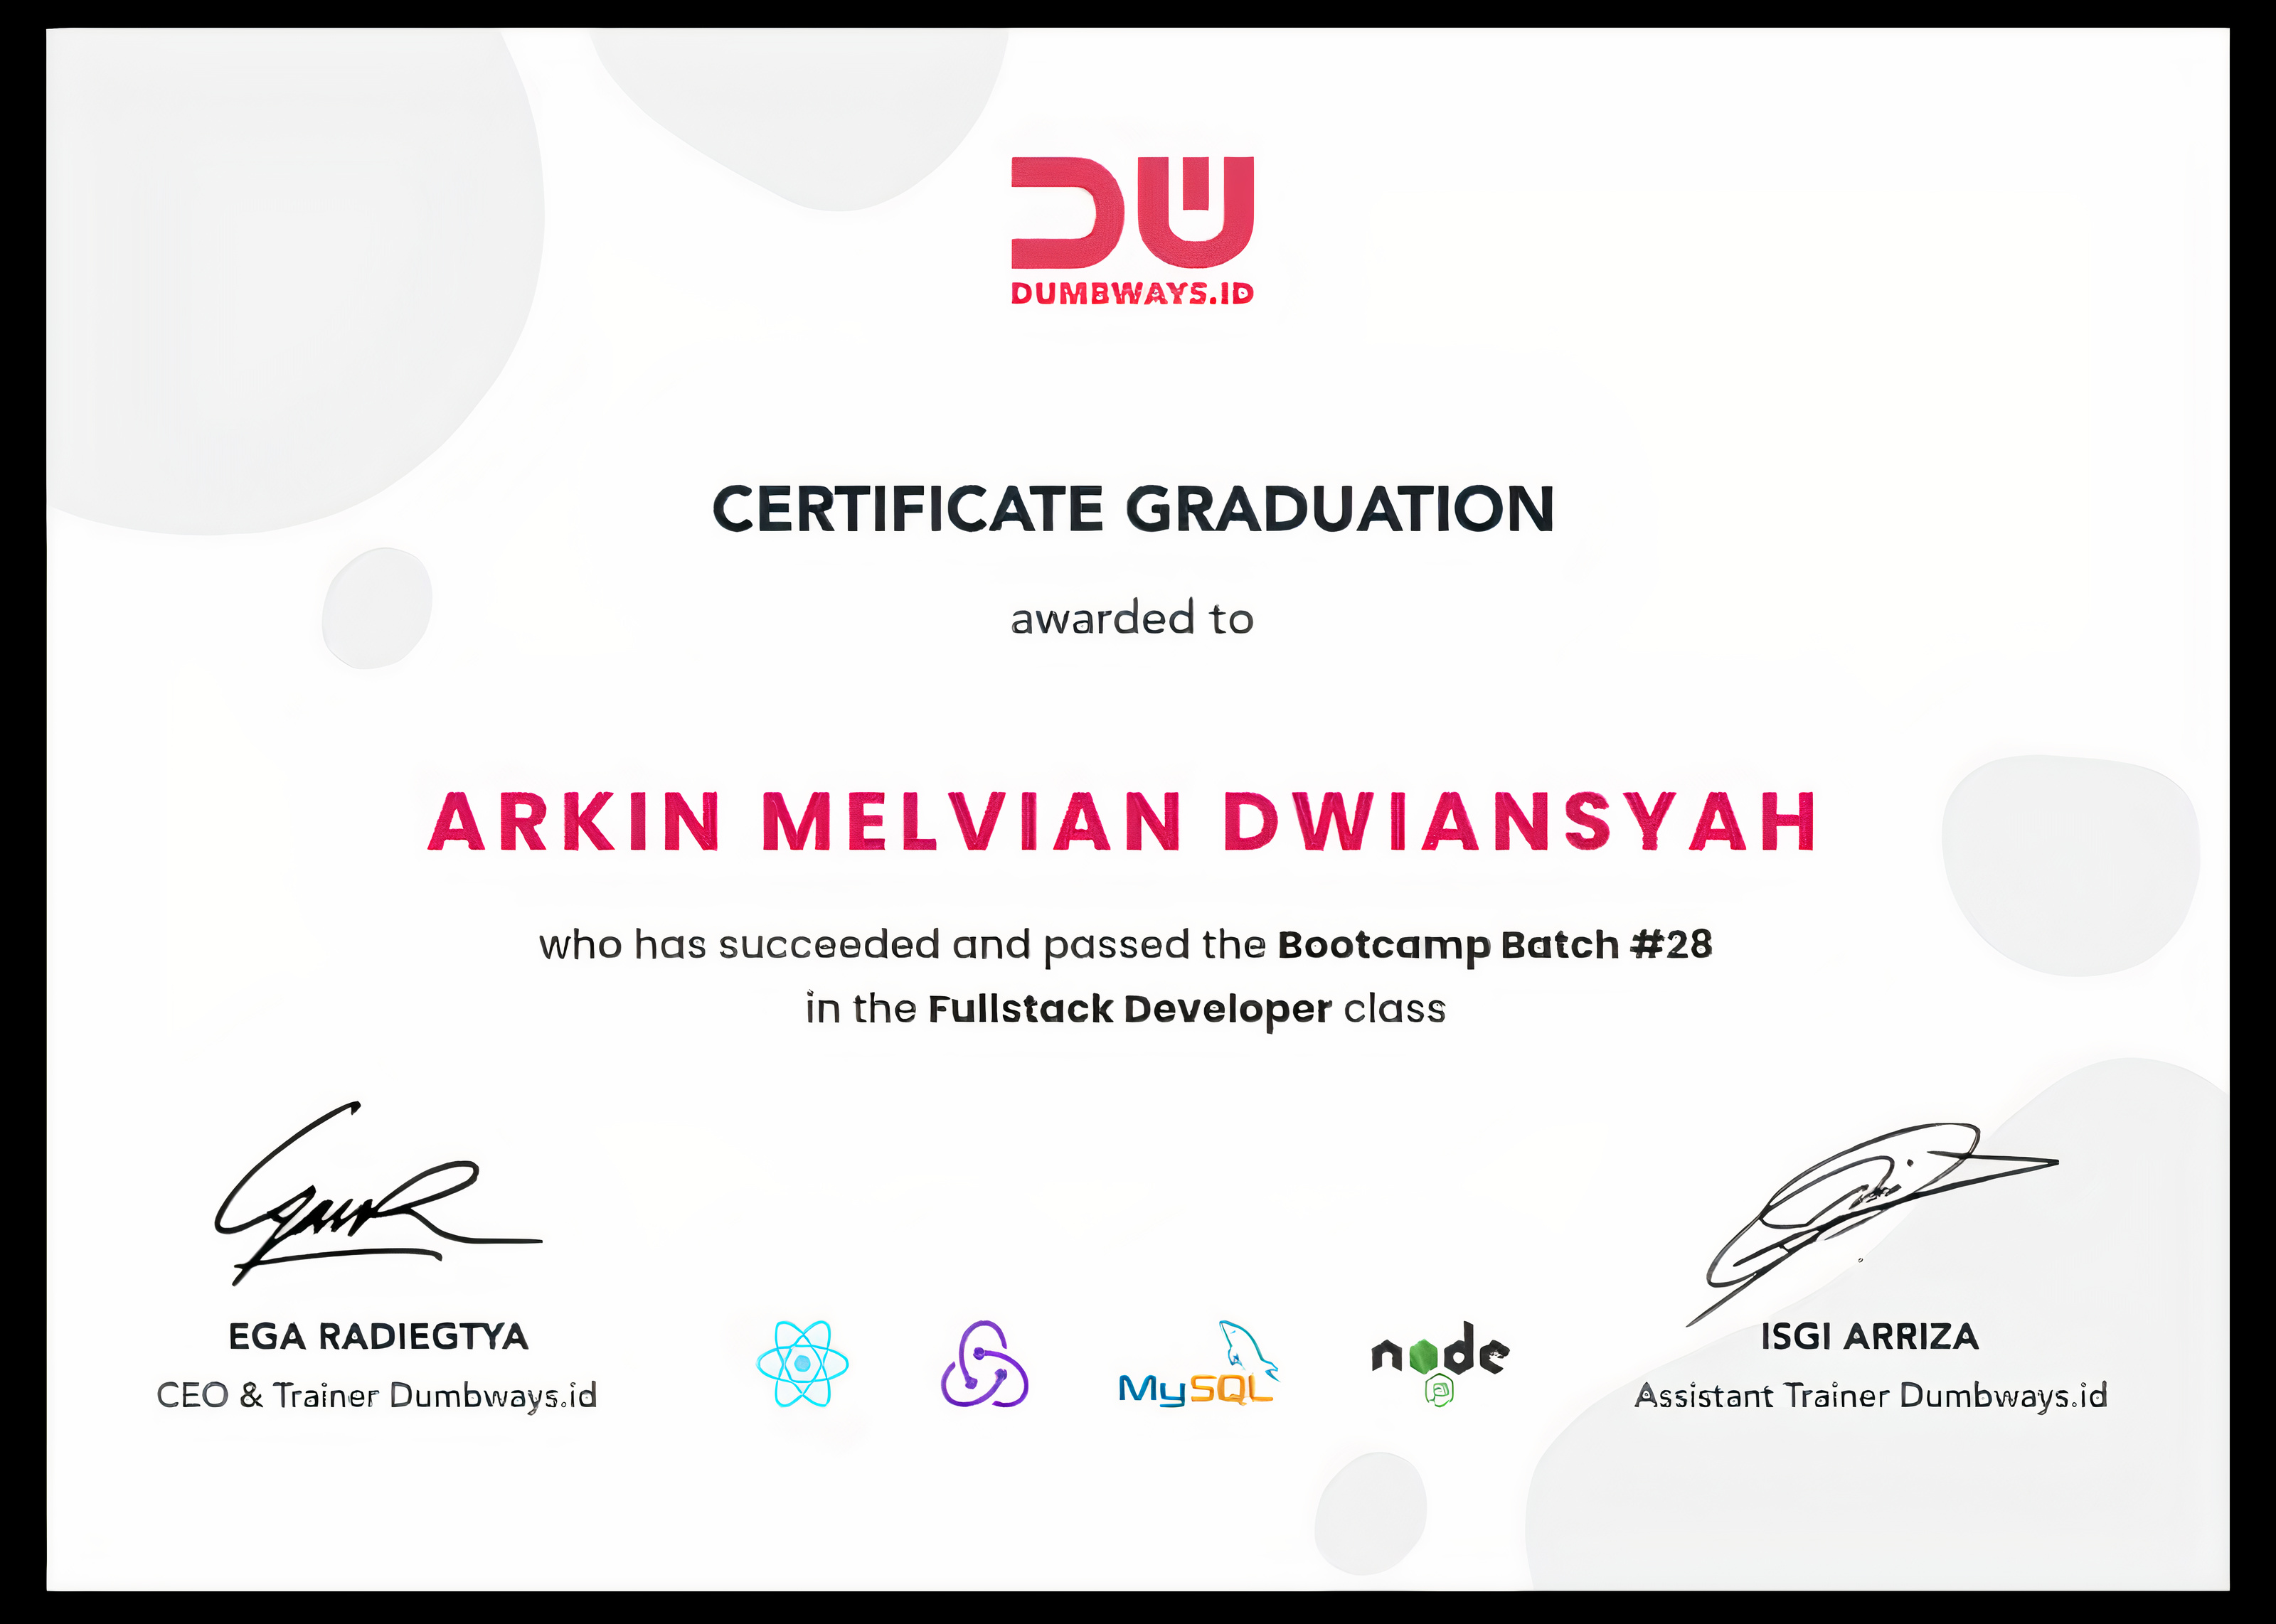 DW
DUMBWAYS.ID
CERTIFICATE GRADUATION
awarded to
ARKIN MELVIAN DWIANSYAH
who has succeeded and passed the Bootcamp Batch #28
in the Fullstack Developer class
EGA RADIEGTYA
CEO & Trainer Dumbways.id
MySQL
node
ISGI ARRIZA
Assistant Trainer Dumbways.id